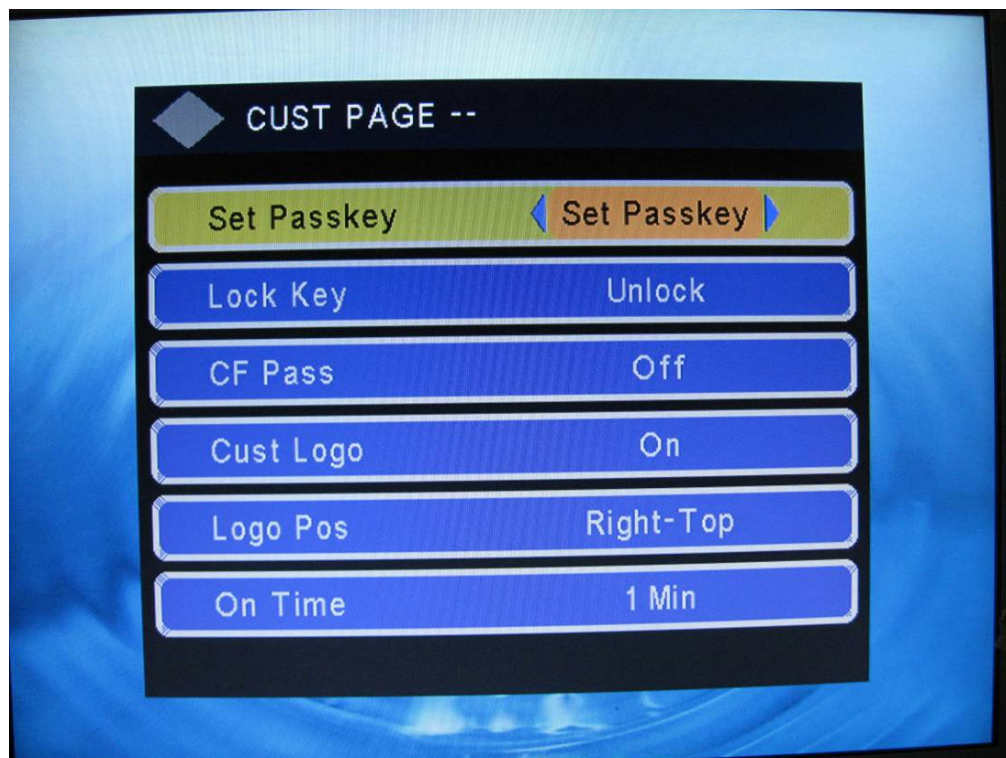 CUST PAGE --
Set Passkey Set Passkey
Lock Key Unlock
CF Pass Off
Cust Logo On
Logo Pos Right-Top
On Time 1 Min